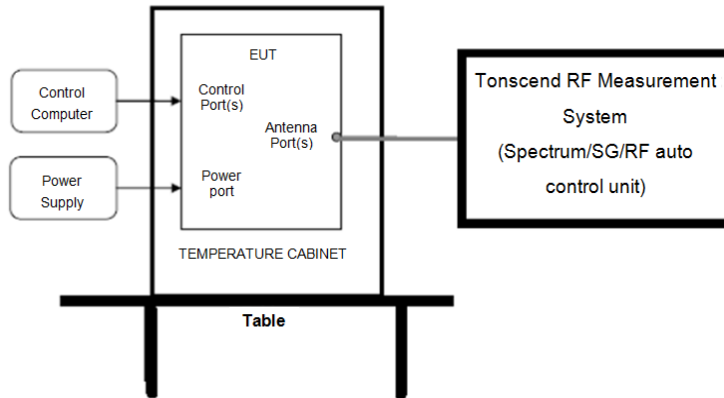 EUT
Control
Computer
Control
Port(s)
Antenna
Port(s)
Power
Supply
Power
port
TEMPERATURE CABINET
Table
Tonscend RF Measurement
System
(Spectrum/SG/RF auto
control unit)